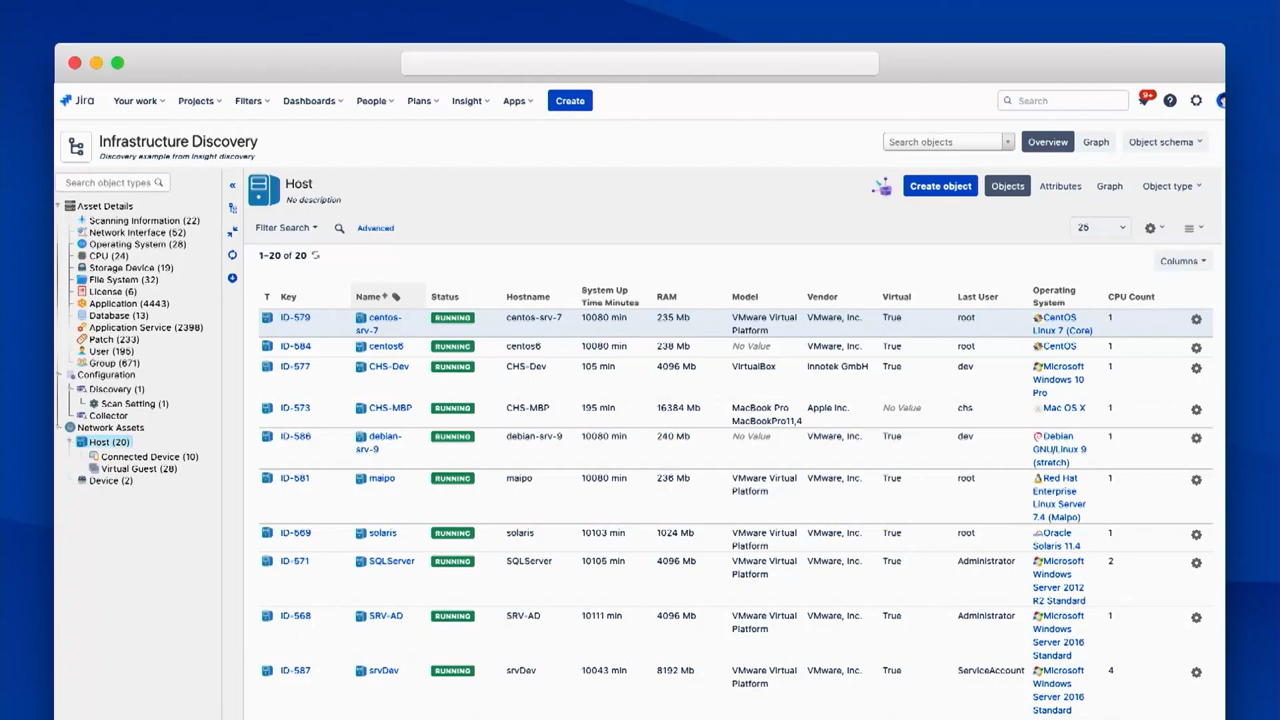 Jira Your work Projects Filters Dashboards People Plans Insight Apps Create Search 9+
Infrastructure Discovery
Discovery example from Insight discovery
Search objects Overview Graph Object schema
Search object types
Asset Details
Scanning Information (22)
Network Interface (52)
Operating System (28)
CPU (24)
Storage Device (19)
File System (32)
License (6)
Application (4443)
Database (13)
Application Service (2398)
Patch (34)
User (195)
Group (671)
Configuration
Discovery (1)
Scan Setting (1)
Collector
Network Assets
Host (20)
Connected Device (10)
Virtual Guest (28)
Device (2)
Host
No description
Create object Objects Attributes Graph Object type
Filter Search Advanced 25
1–20 of 20
Columns
T Key Name Status Hostname System Up Time Minutes RAM Model Vendor Virtual Last User Operating System CPU Count
ID-579 centos-srv-7 RUNNING centos-srv-7 10080 min 235 Mb VMware Virtual Platform VMware, Inc. True root CentOS Linux 7 (Core) 1
ID-584 centos6 RUNNING centos6 10080 min 238 Mb No Value VMware, Inc. True root CentOS 1
ID-577 CHS-Dev RUNNING CHS-Dev 105 min 4096 Mb VirtualBox innotek GmbH True dev Microsoft Windows 10 Pro 1
ID-573 CHS-MBP RUNNING CHS-MBP 195 min 16384 Mb MacBook Pro MacBookPro11,4 Apple Inc. No Value chs Mac OS X 1
ID-586 debian-srv-9 RUNNING debian-srv-9 10080 min 240 Mb No Value VMware, Inc. True dev Debian GNU/Linux 9 (stretch) 1
ID-581 maipo RUNNING maipo 10080 min 236 Mb VMware Virtual Platform VMware, Inc. True root Red Hat Enterprise Linux Server 7.4 (Maipo) 1
ID-569 solaris RUNNING solaris 10103 min 1024 Mb VMware Virtual Platform VMware, Inc. True root Oracle Solaris 11.4 1
ID-571 SQLServer RUNNING SQLServer 10105 min 4096 Mb VMware Virtual Platform VMware, Inc. True Administrator Microsoft Windows Server 2012 R2 Standard 2
ID-568 SRV-AD RUNNING SRV-AD 10111 min 4096 Mb VMware Virtual Platform VMware, Inc. True Administrator Microsoft Windows Server 2016 Standard 1
ID-587 srvDev RUNNING srvDev 10043 min 8192 Mb VMware Virtual Platform VMware, Inc. True ServiceAccount Microsoft Windows Server 2016 Standard 4